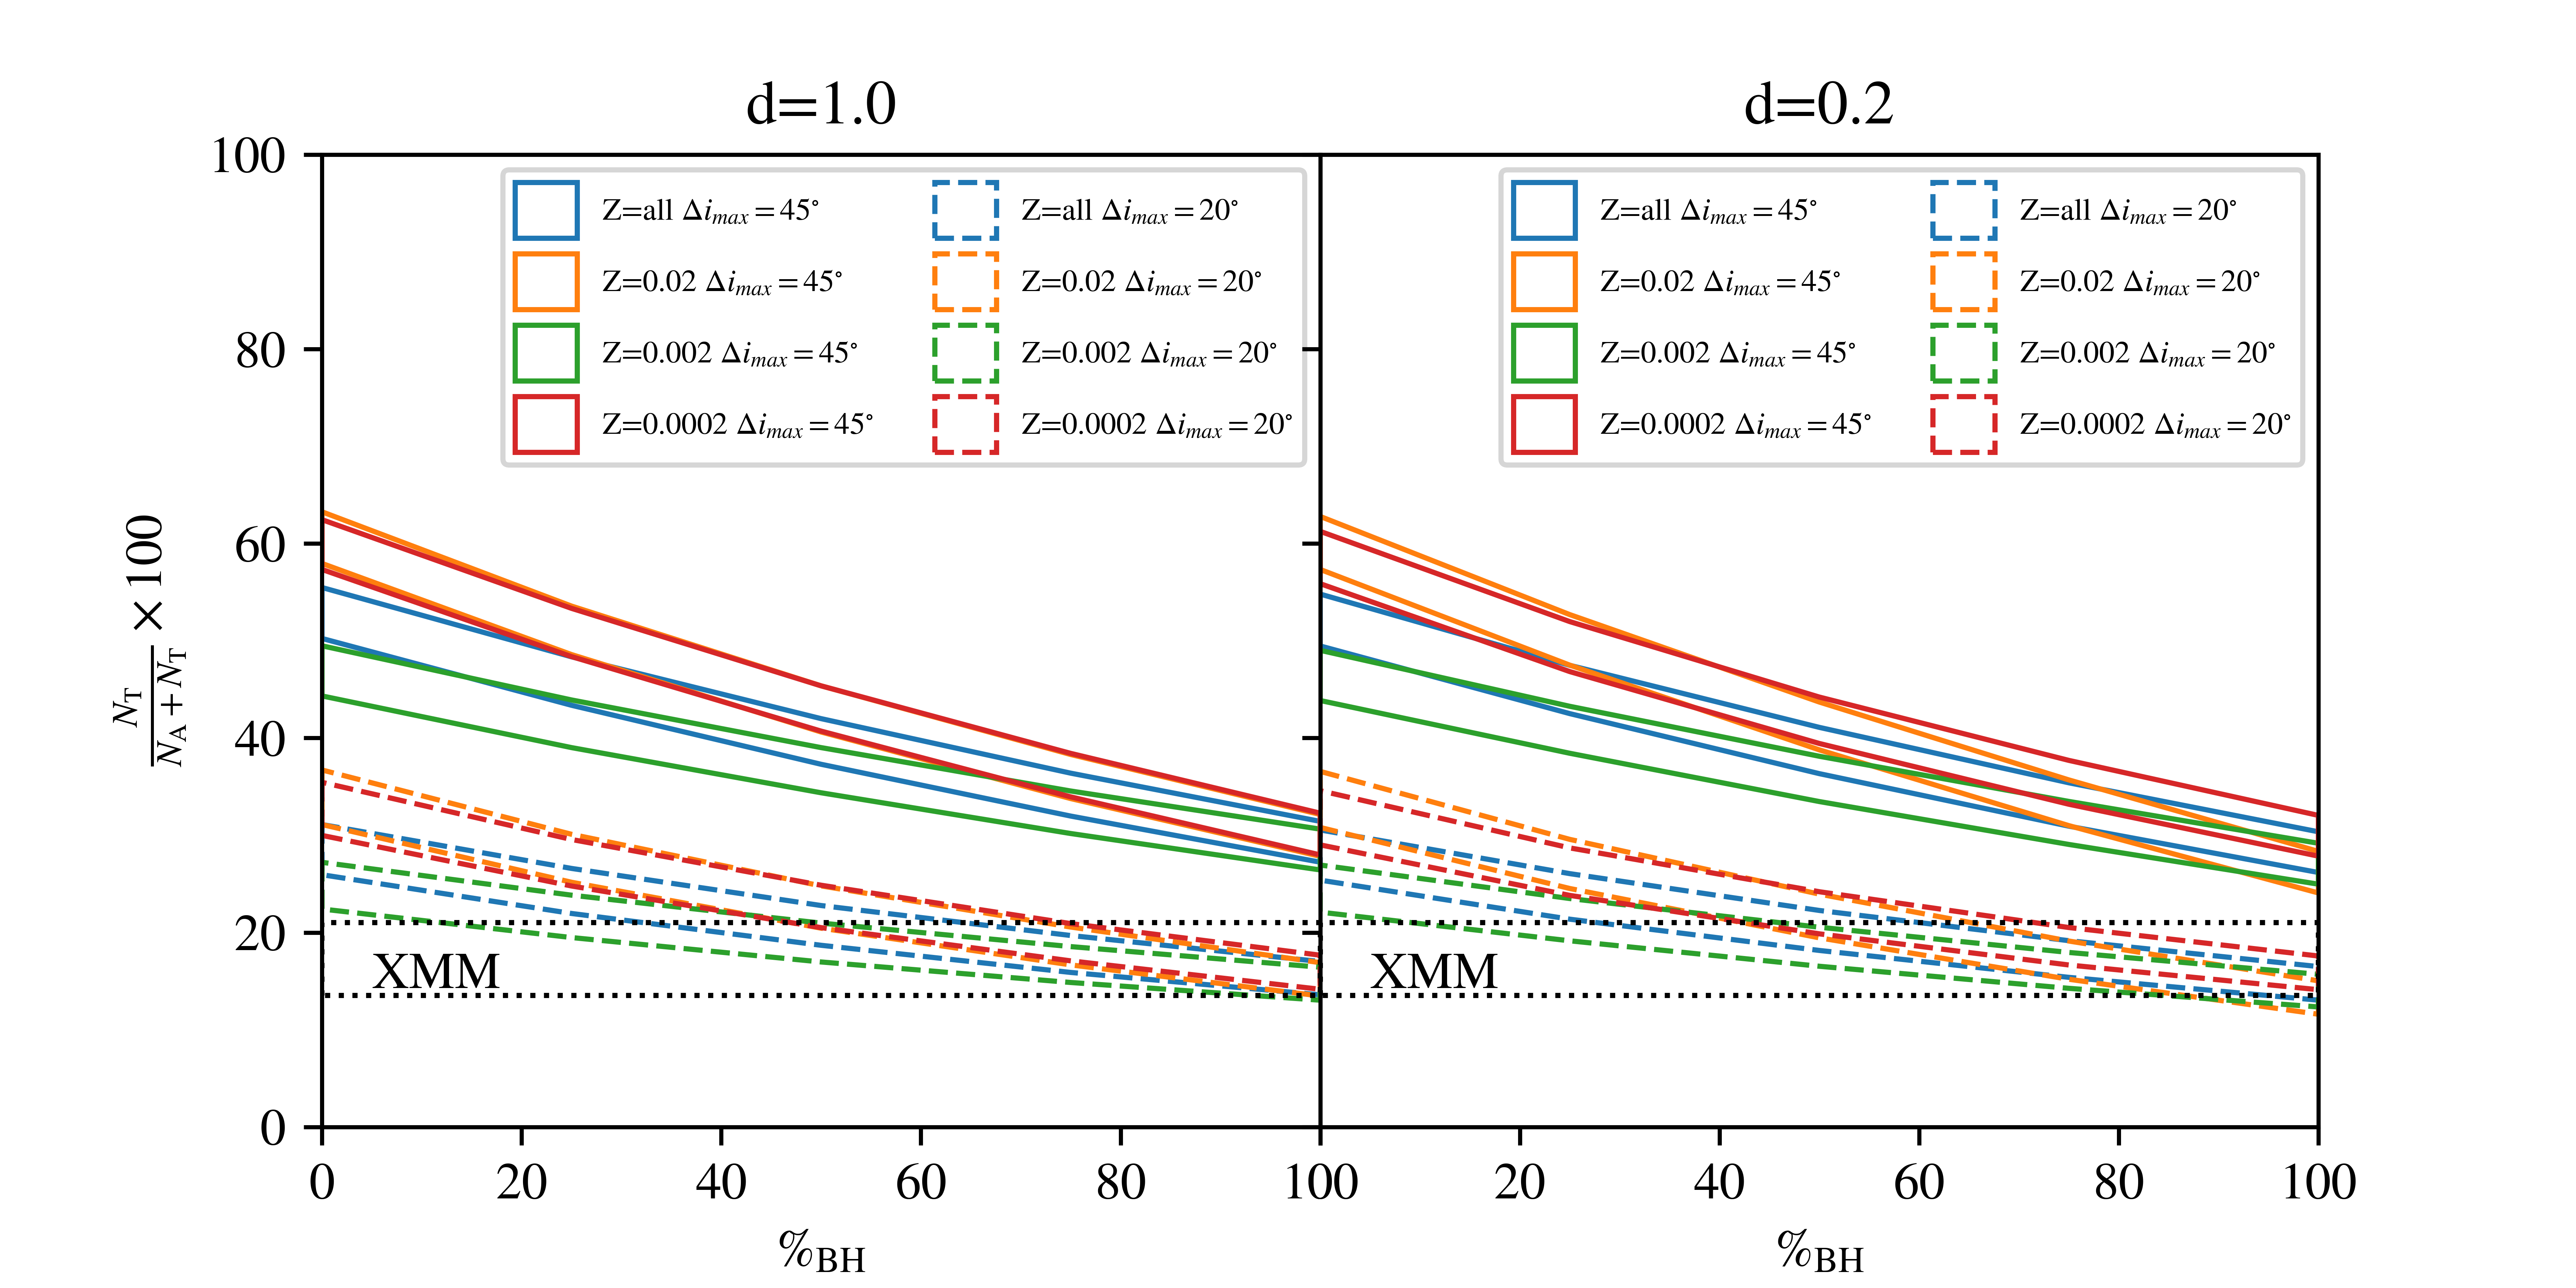 d=1.0
d=0.2
100
80
60
40
20
0
N_T / (N_A + N_T) × 100
Z=all Δi_max = 45°
Z=0.02 Δi_max = 45°
Z=0.002 Δi_max = 45°
Z=0.0002 Δi_max = 45°
Z=all Δi_max = 20°
Z=0.02 Δi_max = 20°
Z=0.002 Δi_max = 20°
Z=0.0002 Δi_max = 20°
Z=all Δi_max = 45°
Z=0.02 Δi_max = 45°
Z=0.002 Δi_max = 45°
Z=0.0002 Δi_max = 45°
Z=all Δi_max = 20°
Z=0.02 Δi_max = 20°
Z=0.002 Δi_max = 20°
Z=0.0002 Δi_max = 20°
XMM
XMM
0 20 40 60 80 100 20 40 60 80 100
%BH
%BH